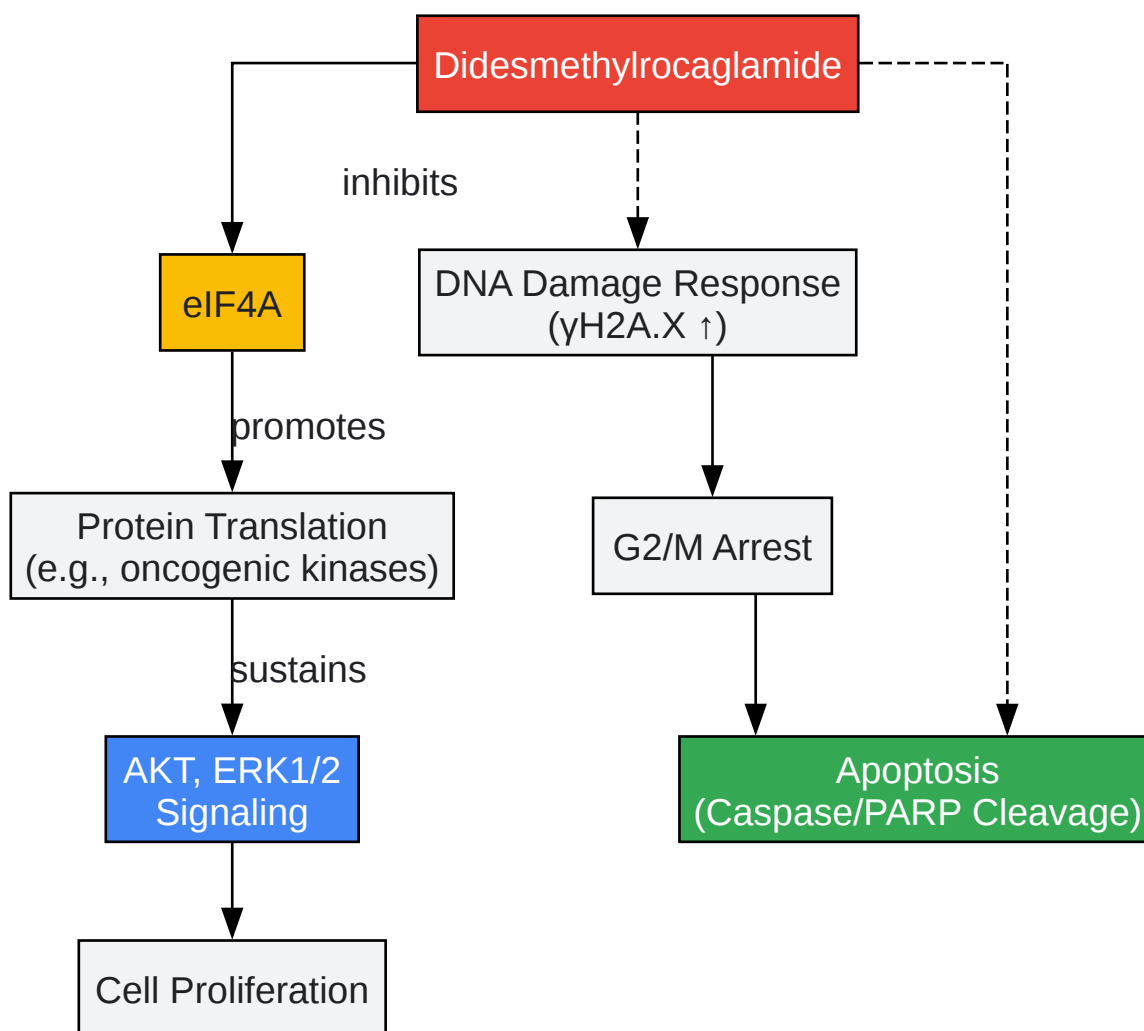 Didesmethylrocaglamide
inhibits
eIF4A
DNA Damage Response
(γH2A.X ↑)
promotes
Protein Translation
(e.g., oncogenic kinases)
G2/M Arrest
sustains
AKT, ERK1/2
Signaling
Apoptosis
(Caspase/PARP Cleavage)
Cell Proliferation